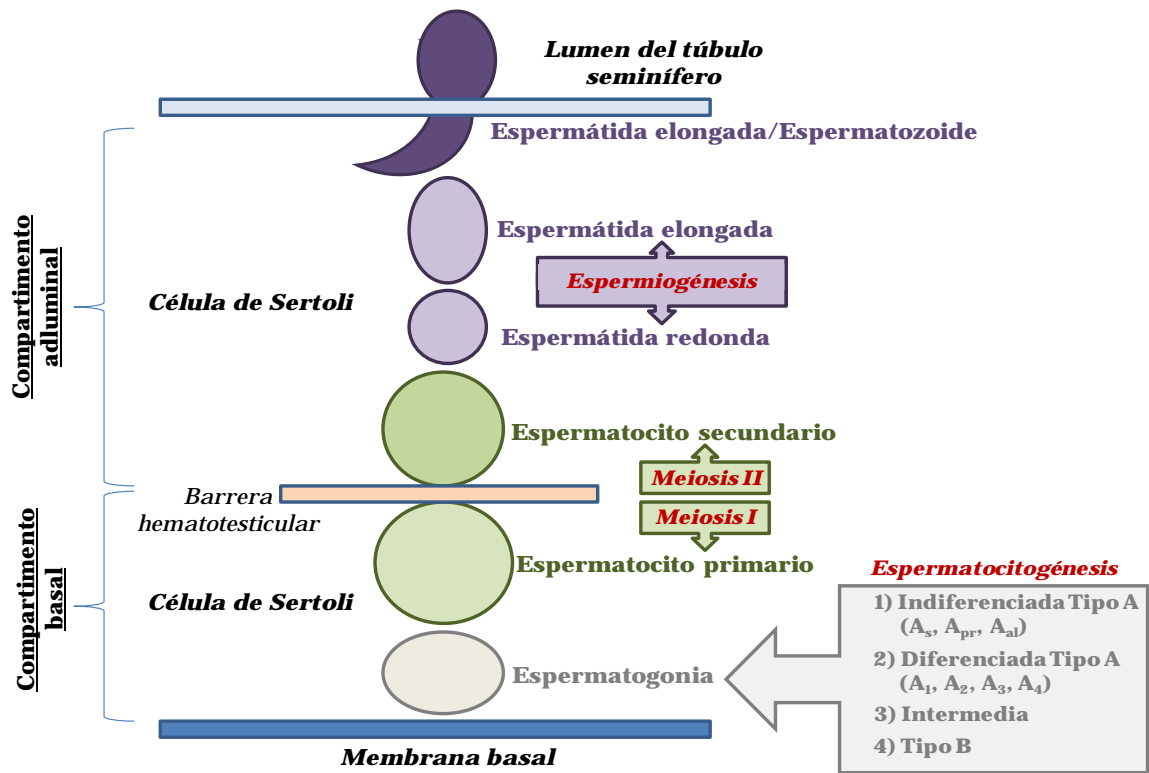 Lumen del túbulo
seminífero
Espermátida elongada/Espermatozoide
Compartimento
adluminal
Espermátida elongada
Espermiogénesis
Célula de Sertoli
Espermátida redonda
Espermatocito secundario
Meiosis II
Barrera
hematotesticular
Meiosis I
Espermatocito primario
Compartimento
basal
Célula de Sertoli
Espermatogonia
Espermatocitogénesis
1) Indiferenciada Tipo A
(As, Apr, Aal)
2) Diferenciada Tipo A
(A1, A2, A3, A4)
3) Intermedia
4) Tipo B
Membrana basal